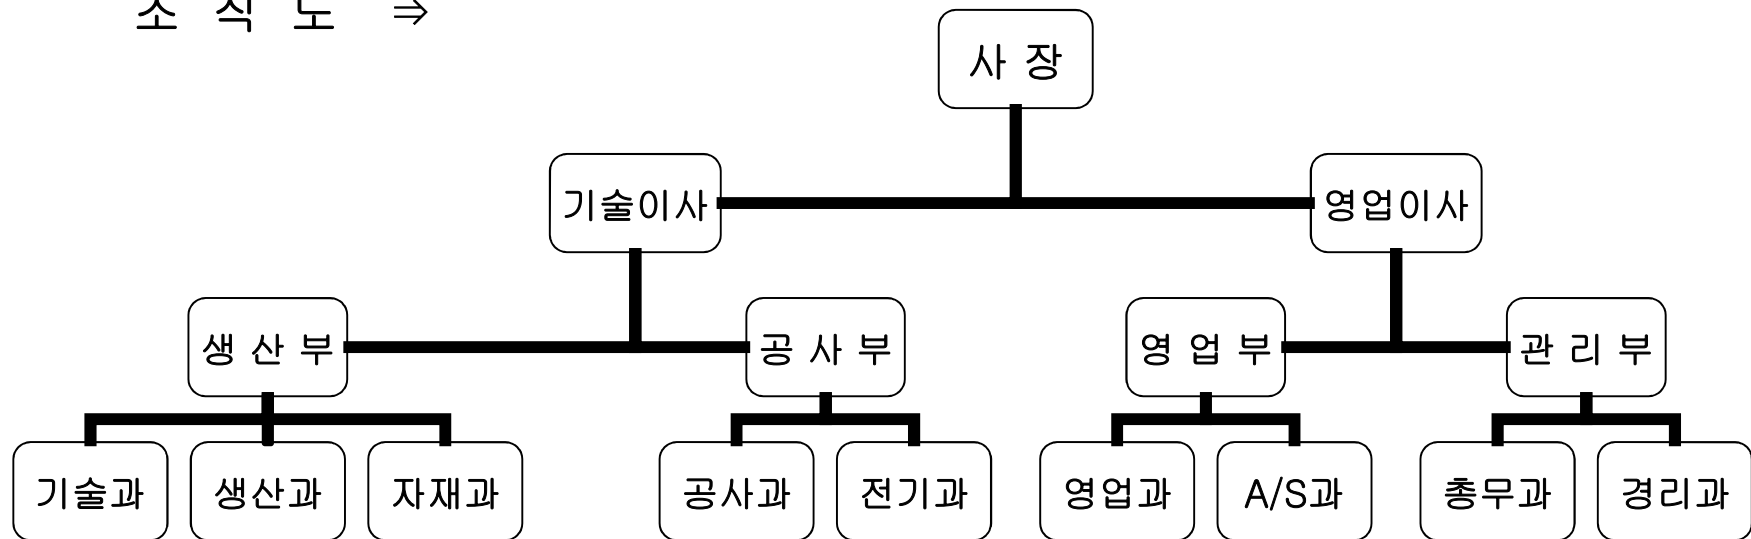 조 직 도 ⇒
사 장
기술이사 영업이사
생 산 부 공 사 부 영 업 부 관 리 부
기술과 생산과 자재과 공사과 전기과 영업과 A/S과 총무과 경리과